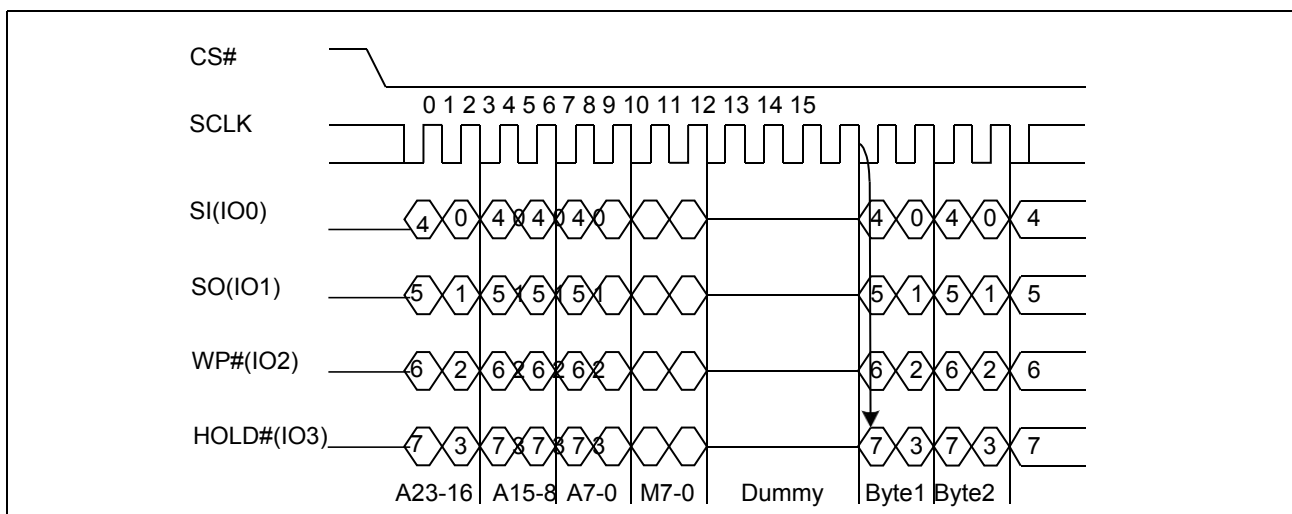 CS#
0 1 2 3 4 5 6 7 8 9 10 11 12 13 14 15
SCLK
SI(IO0) 4 0 4 0 4 0 4 0 4 0 4 0 4
SO(IO1) 5 1 5 1 5 1 5 1 5 1 5 1 5
WP#(IO2) 6 2 6 2 6 2 6 2 6 2 6 2 6
HOLD#(IO3) 7 3 7 3 7 3 7 3 7 3 7 3 7
A23-16 A15-8 A7-0 M7-0 Dummy Byte1 Byte2